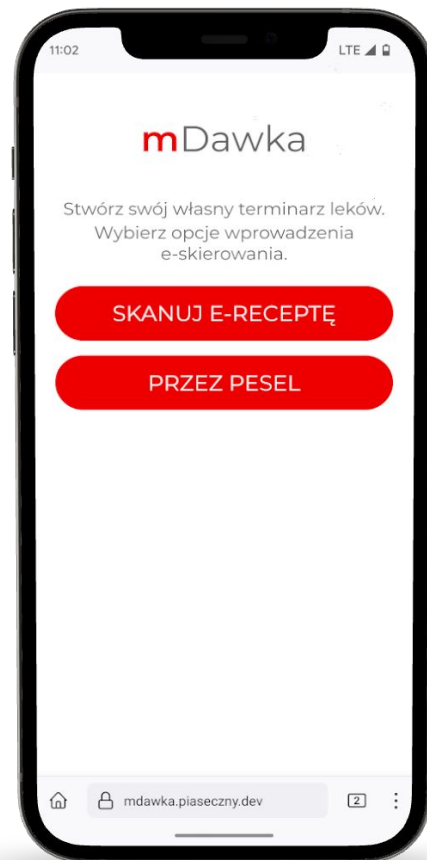 11:02 LTE
mDawka
Stwórz swój własny terminarz leków.
Wybierz opcje wprowadzenia
e-skierowania.
SKANUJ E-RECEPTĘ
PRZEZ PESEL
mdawka.piaseczny.dev 2